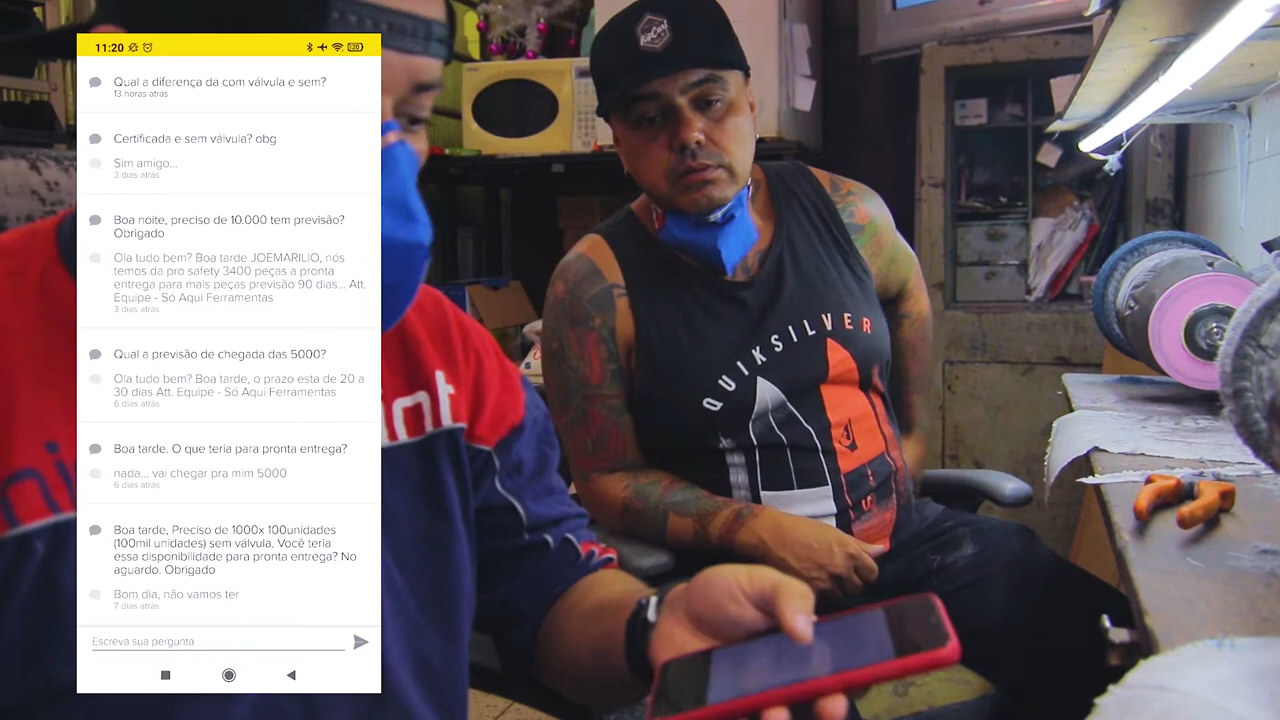 11:20
20
Qual a diferença da com válvula e sem?
13 horas atrás
Certificada e sem válvula? obg
Sim amigo...
3 dias atrás
Boa noite, preciso de 10.000 tem previsão?
Obrigado
Ola tudo bem? Boa tarde JOEMARILIO, nós
temos da pro safety 3400 peças a pronta
entrega para mais peças previsão 90 dias... Att.
Equipe - Só Aqui Ferramentas
3 dias atrás
Qual a previsão de chegada das 5000?
Ola tudo bem? Boa tarde, o prazo esta de 20 a
30 dias Att. Equipe - Só Aqui Ferramentas
6 dias atrás
Boa tarde. O que teria para pronta entrega?
nada... vai chegar pra mim 5000
6 dias atrás
Boa tarde, Preciso de 1000x 100unidades
(100mil unidades) sem válvula. Você teria
essa disponibilidade para pronta entrega? No
aguardo. Obrigado
Bom dia, não vamos ter
7 dias atrás
Escreva sua pergunta
Rip Curl
QUIKSILVER